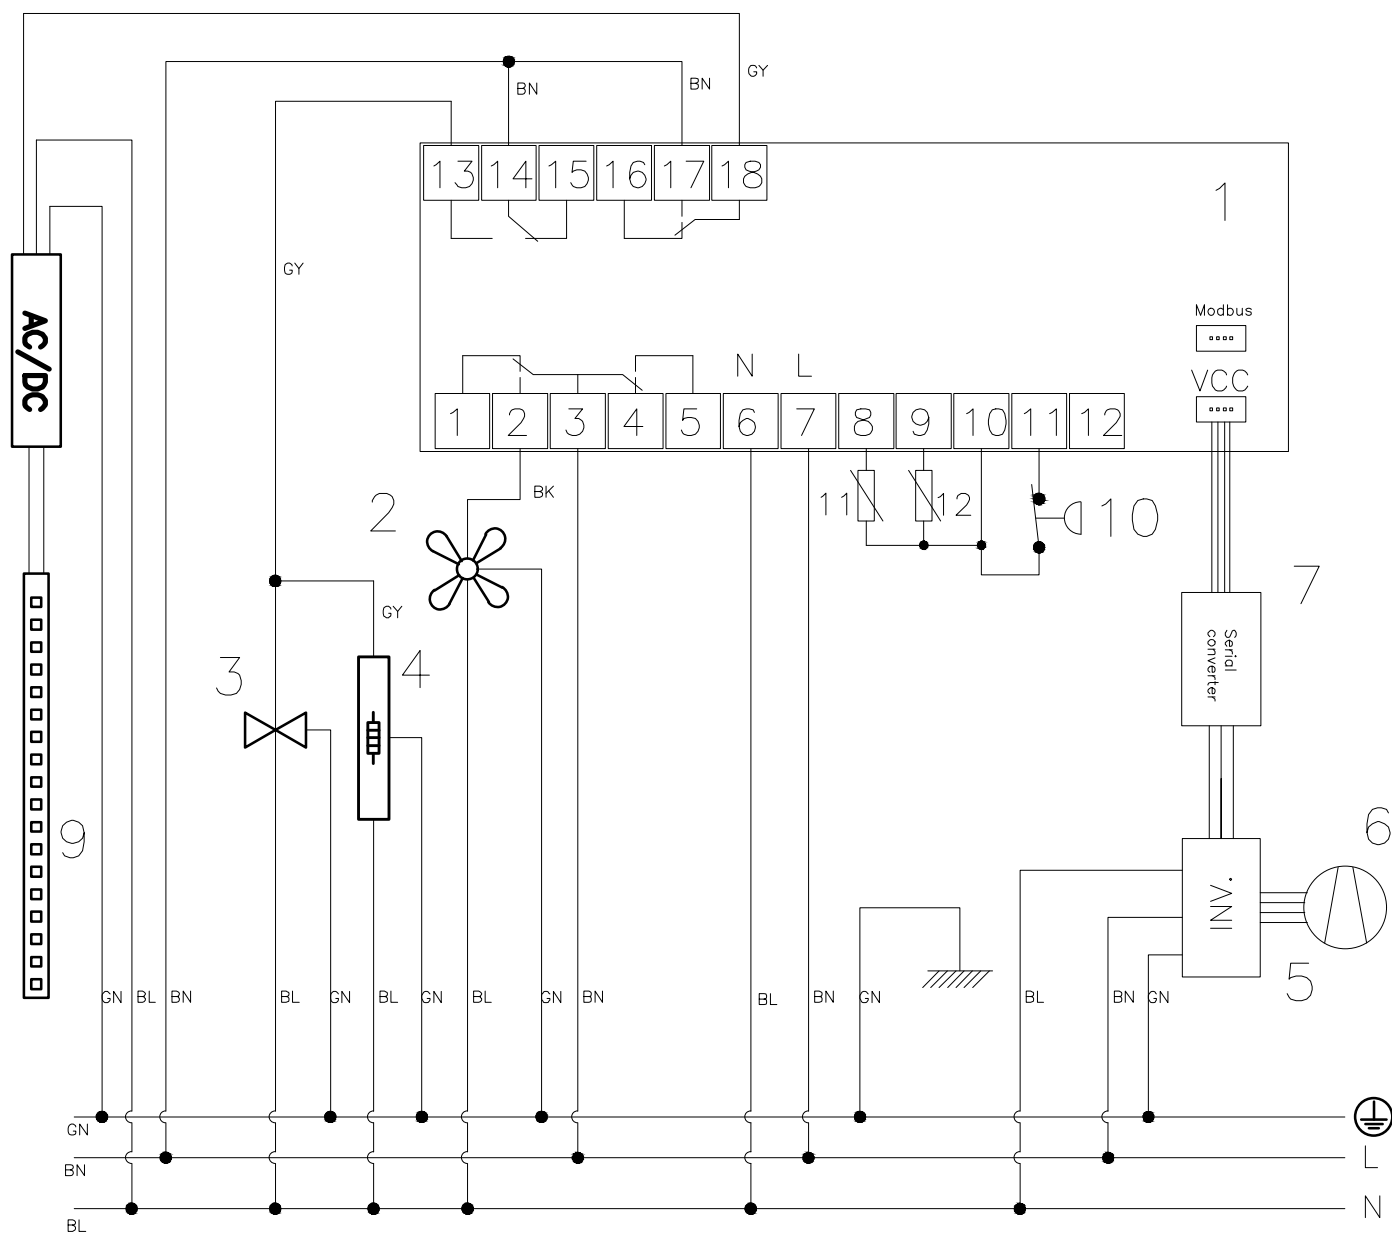 GY
BN
BN
13 14 15 16 17 18
1
GY
AC/DC
Modbus
N L
VCC
1 2 3 4 5 6 7 8 9 10 11 12
2
BK
11
12
10
7
GY
Serial
converter
3
4
9
6
INV.
5
GN BL BN BL GN BL GN BL GN BN BL BN GN BL BN GN
GN
BN
L
BL
N